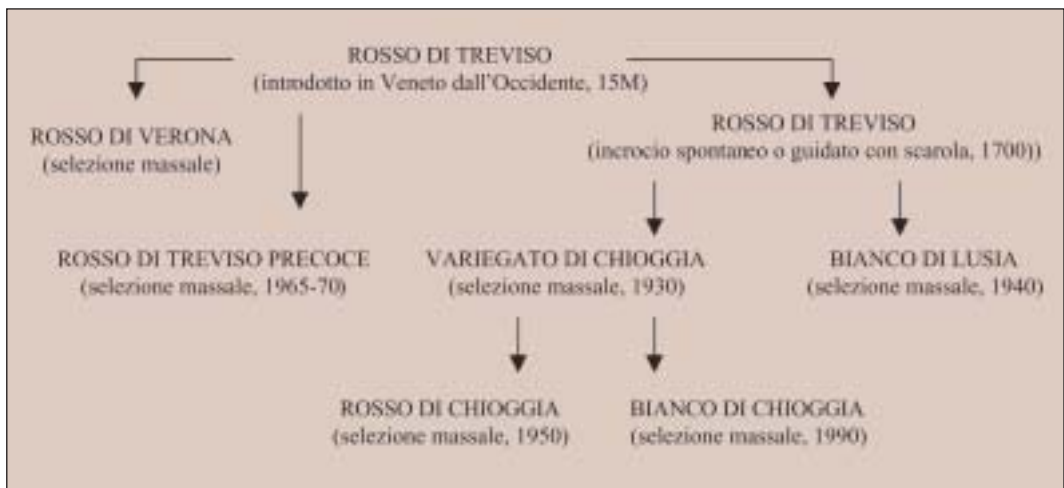 ROSSO DI TREVISO
(introdotto in Veneto dall'Occidente, 15M)
ROSSO DI VERONA
(selezione massale)
ROSSO DI TREVISO
(incrocio spontaneo o guidato con scarola, 1700))
ROSSO DI TREVISO PRECOCE
(selezione massale, 1965-70)
VARIEGATO DI CHIOGGIA
(selezione massale, 1930)
BIANCO DI LUSIA
(selezione massale, 1940)
ROSSO DI CHIOGGIA
(selezione massale, 1950)
BIANCO DI CHIOGGIA
(selezione massale, 1990)